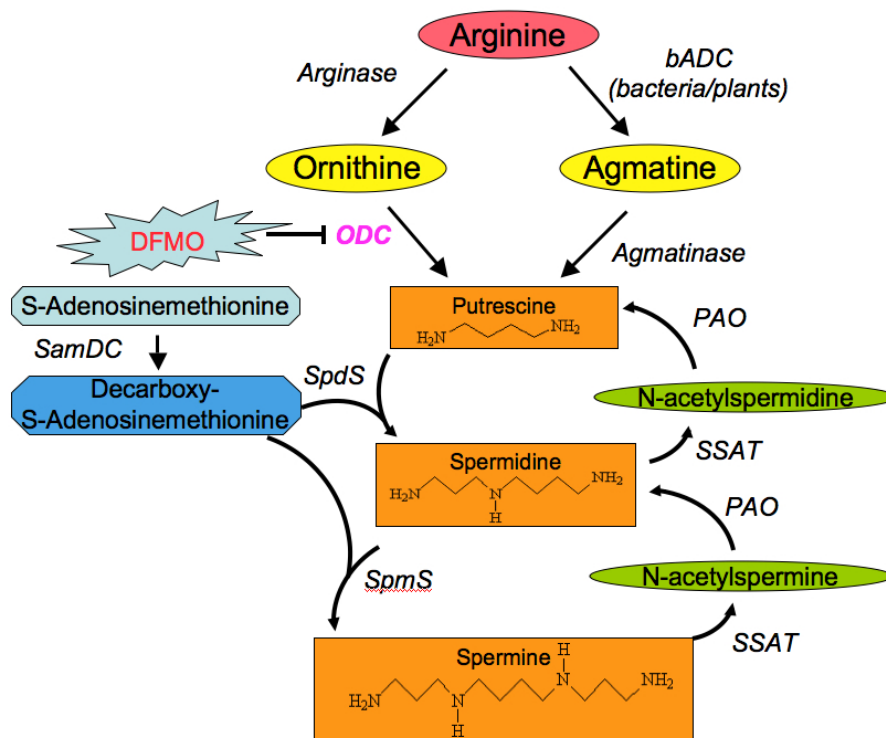 Arginine
Arginase
bADC
(bacteria/plants)
Ornithine
Agmatine
DFMO
ODC
Agmatinase
S-Adenosinemethionine
Putrescine
H₂N
NH₂
PAO
SamDC
SpdS
Decarboxy-
S-Adenosinemethionine
N-acetylspermidine
Spermidine
H₂N
N
H
NH₂
SSAT
PAO
SpmS
N-acetylspermine
SSAT
Spermine
H
N
H₂N
N
H
NH₂